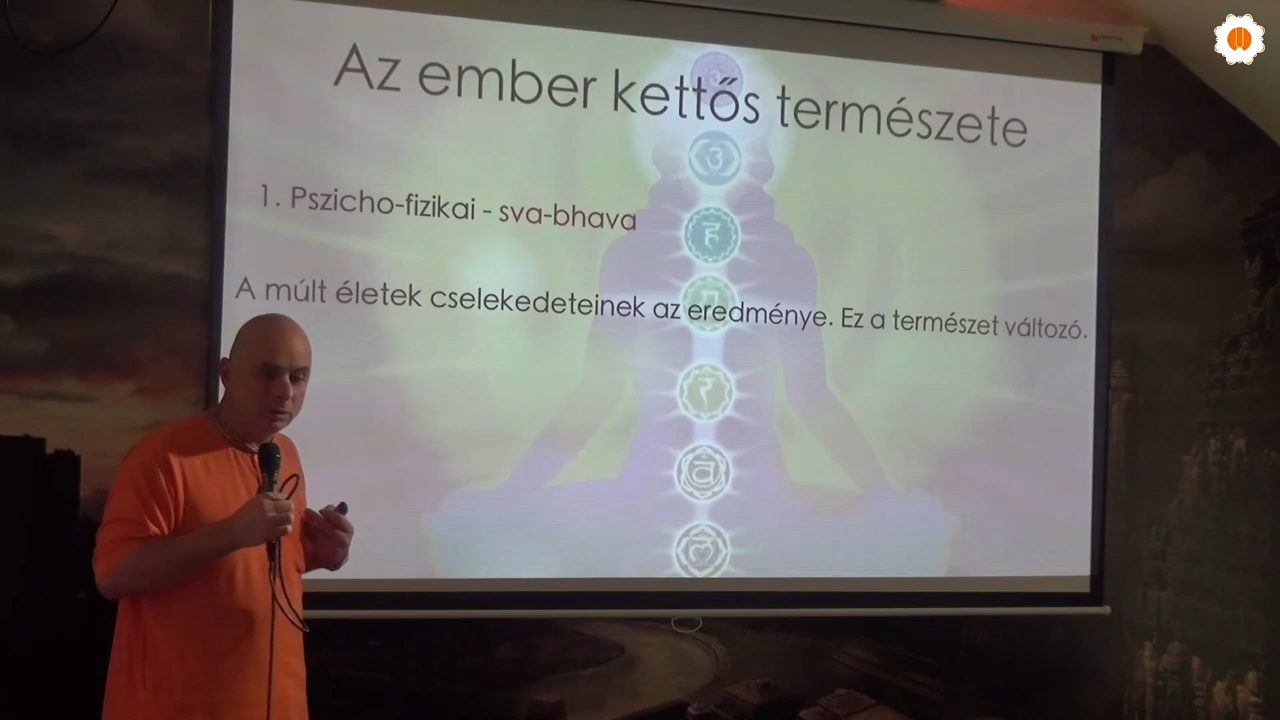 Az ember kettős természete
1. Pszicho-fizikai - sva-bhava
A múlt életek cselekedeteinek az eredménye. Ez a természet változó.